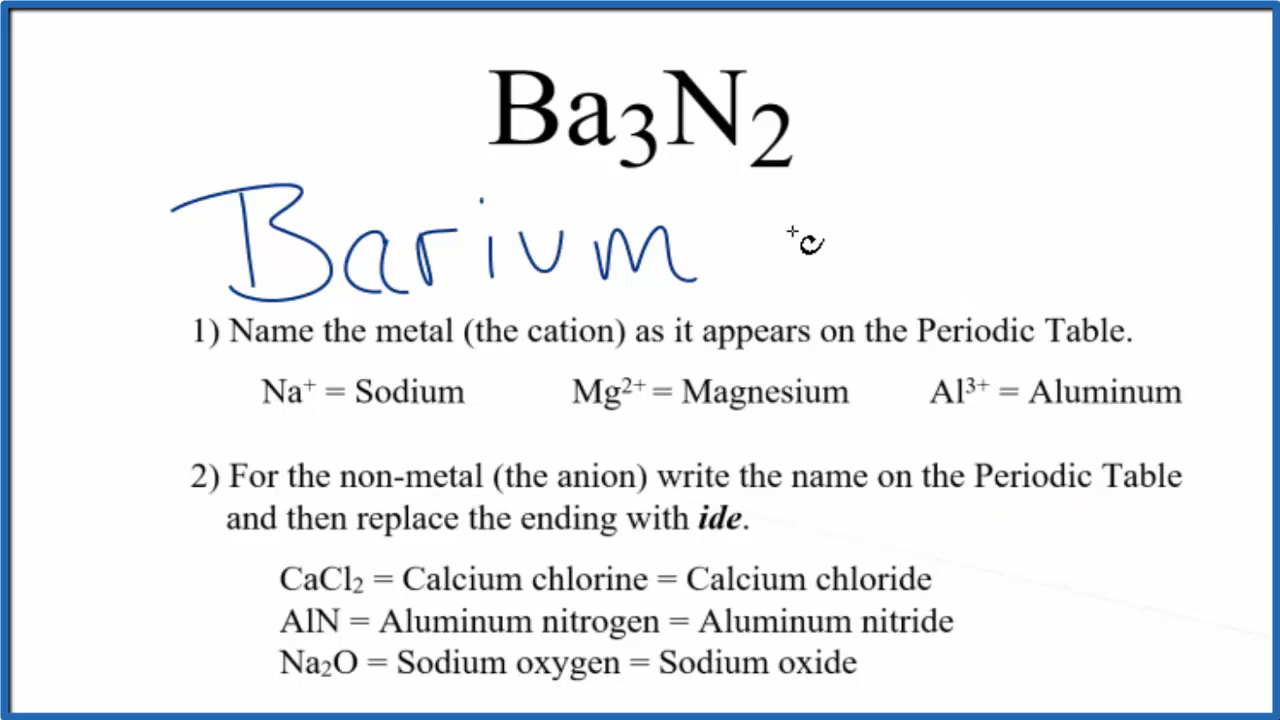 Ba₃N₂
Barium
1) Name the metal (the cation) as it appears on the Periodic Table.
Na⁺ = Sodium Mg²⁺ = Magnesium Al³⁺ = Aluminum
2) For the non-metal (the anion) write the name on the Periodic Table
and then replace the ending with ide.
CaCl₂ = Calcium chlorine = Calcium chloride
AlN = Aluminum nitrogen = Aluminum nitride
Na₂O = Sodium oxygen = Sodium oxide